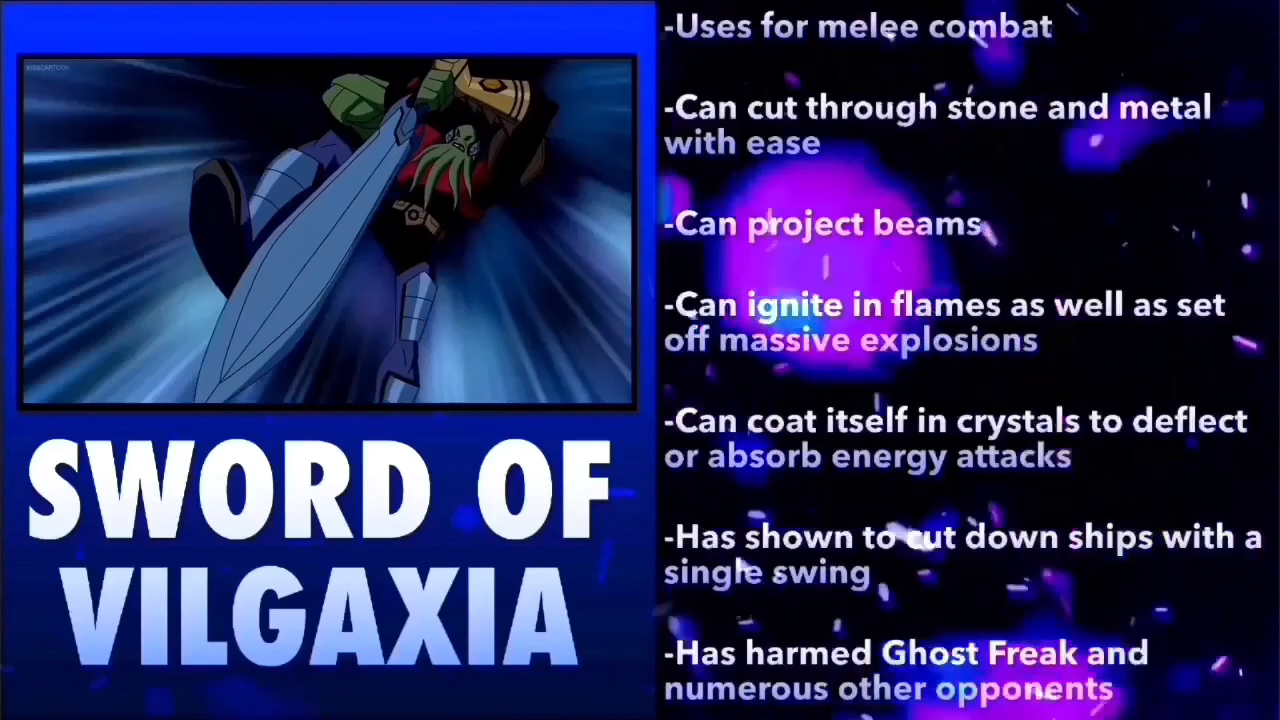 KISSCARTOON
SWORD OF
VILGAXIA
-Uses for melee combat
-Can cut through stone and metal
with ease
-Can project beams
-Can ignite in flames as well as set
off massive explosions
-Can coat itself in crystals to deflect
or absorb energy attacks
-Has shown to cut down ships with a
single swing
-Has harmed Ghost Freak and
numerous other opponents